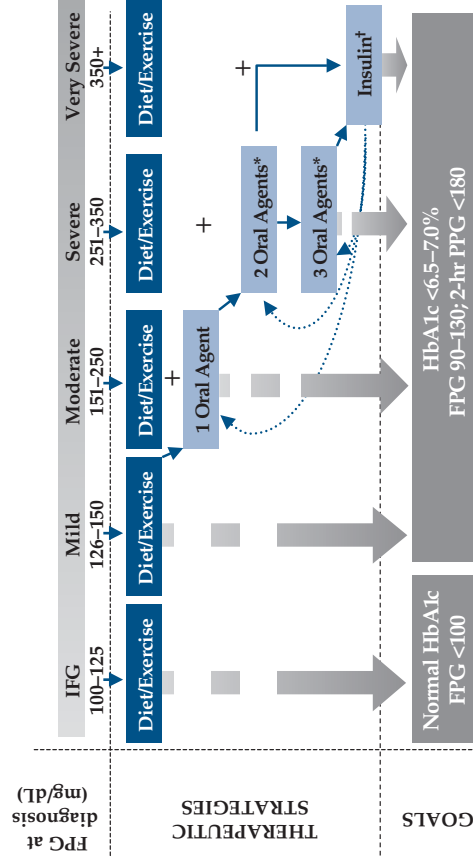 FPG at
diagnosis
(mg/dL)
IFG
Mild
Moderate
Severe
Very Severe
100–125
126–150
151–250
251–350
350+
THERAPEUTIC
STRATEGIES
Diet/Exercise
Diet/Exercise
Diet/Exercise
Diet/Exercise
Diet/Exercise
+
+
+
1 Oral Agent
2 Oral Agents*
3 Oral Agents*
Insulin†
GOALS
Normal HbA1c
FPG <100
HbA1c <6.5–7.0%
FPG 90–130; 2-hr PPG <180